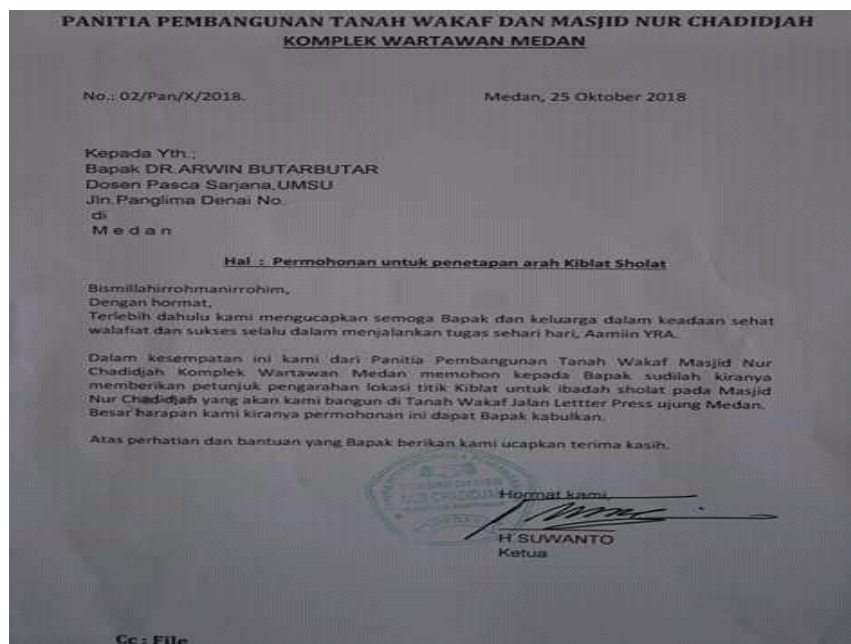 PANITIA PEMBANGUNAN TANAH WAKAF DAN MASJID NUR CHADIDJAH
KOMPLEK WARTAWAN MEDAN
No.: 02/Pan/X/2018.
Medan, 25 Oktober 2018
Kepada Yth.;
Bapak DR.ARWIN BUTARBUTAR
Dosen Pasca Sarjana,UMSU
Jln.Panglima Denai No.
di
M e d a n
Hal : Permohonan untuk penetapan arah Kiblat Sholat
Bismillahirrohmanirrohim,
Dengan hormat,
Terlebih dahulu kami mengucapkan semoga Bapak dan keluarga dalam keadaan sehat
walafiat dan sukses selalu dalam menjalankan tugas sehari hari, Aamiin YRA.
Dalam kesempatan ini kami dari Panitia Pembangunan Tanah Wakaf Masjid Nur
Chadidjah Komplek Wartawan Medan memohon kepada Bapak sudilah kiranya
memberikan petunjuk pengarahan lokasi titik Kiblat untuk ibadah sholat pada Masjid
Nur Chadidjah yang akan kami bangun di Tanah Wakaf Jalan Lettter Press ujung Medan.
Besar harapan kami kiranya permohonan ini dapat Bapak kabulkan.
Atas perhatian dan bantuan yang Bapak berikan kami ucapkan terima kasih.
NUR CHADIDJAH
Hormat kami,
H.SUWANTO
Ketua
Cc : File